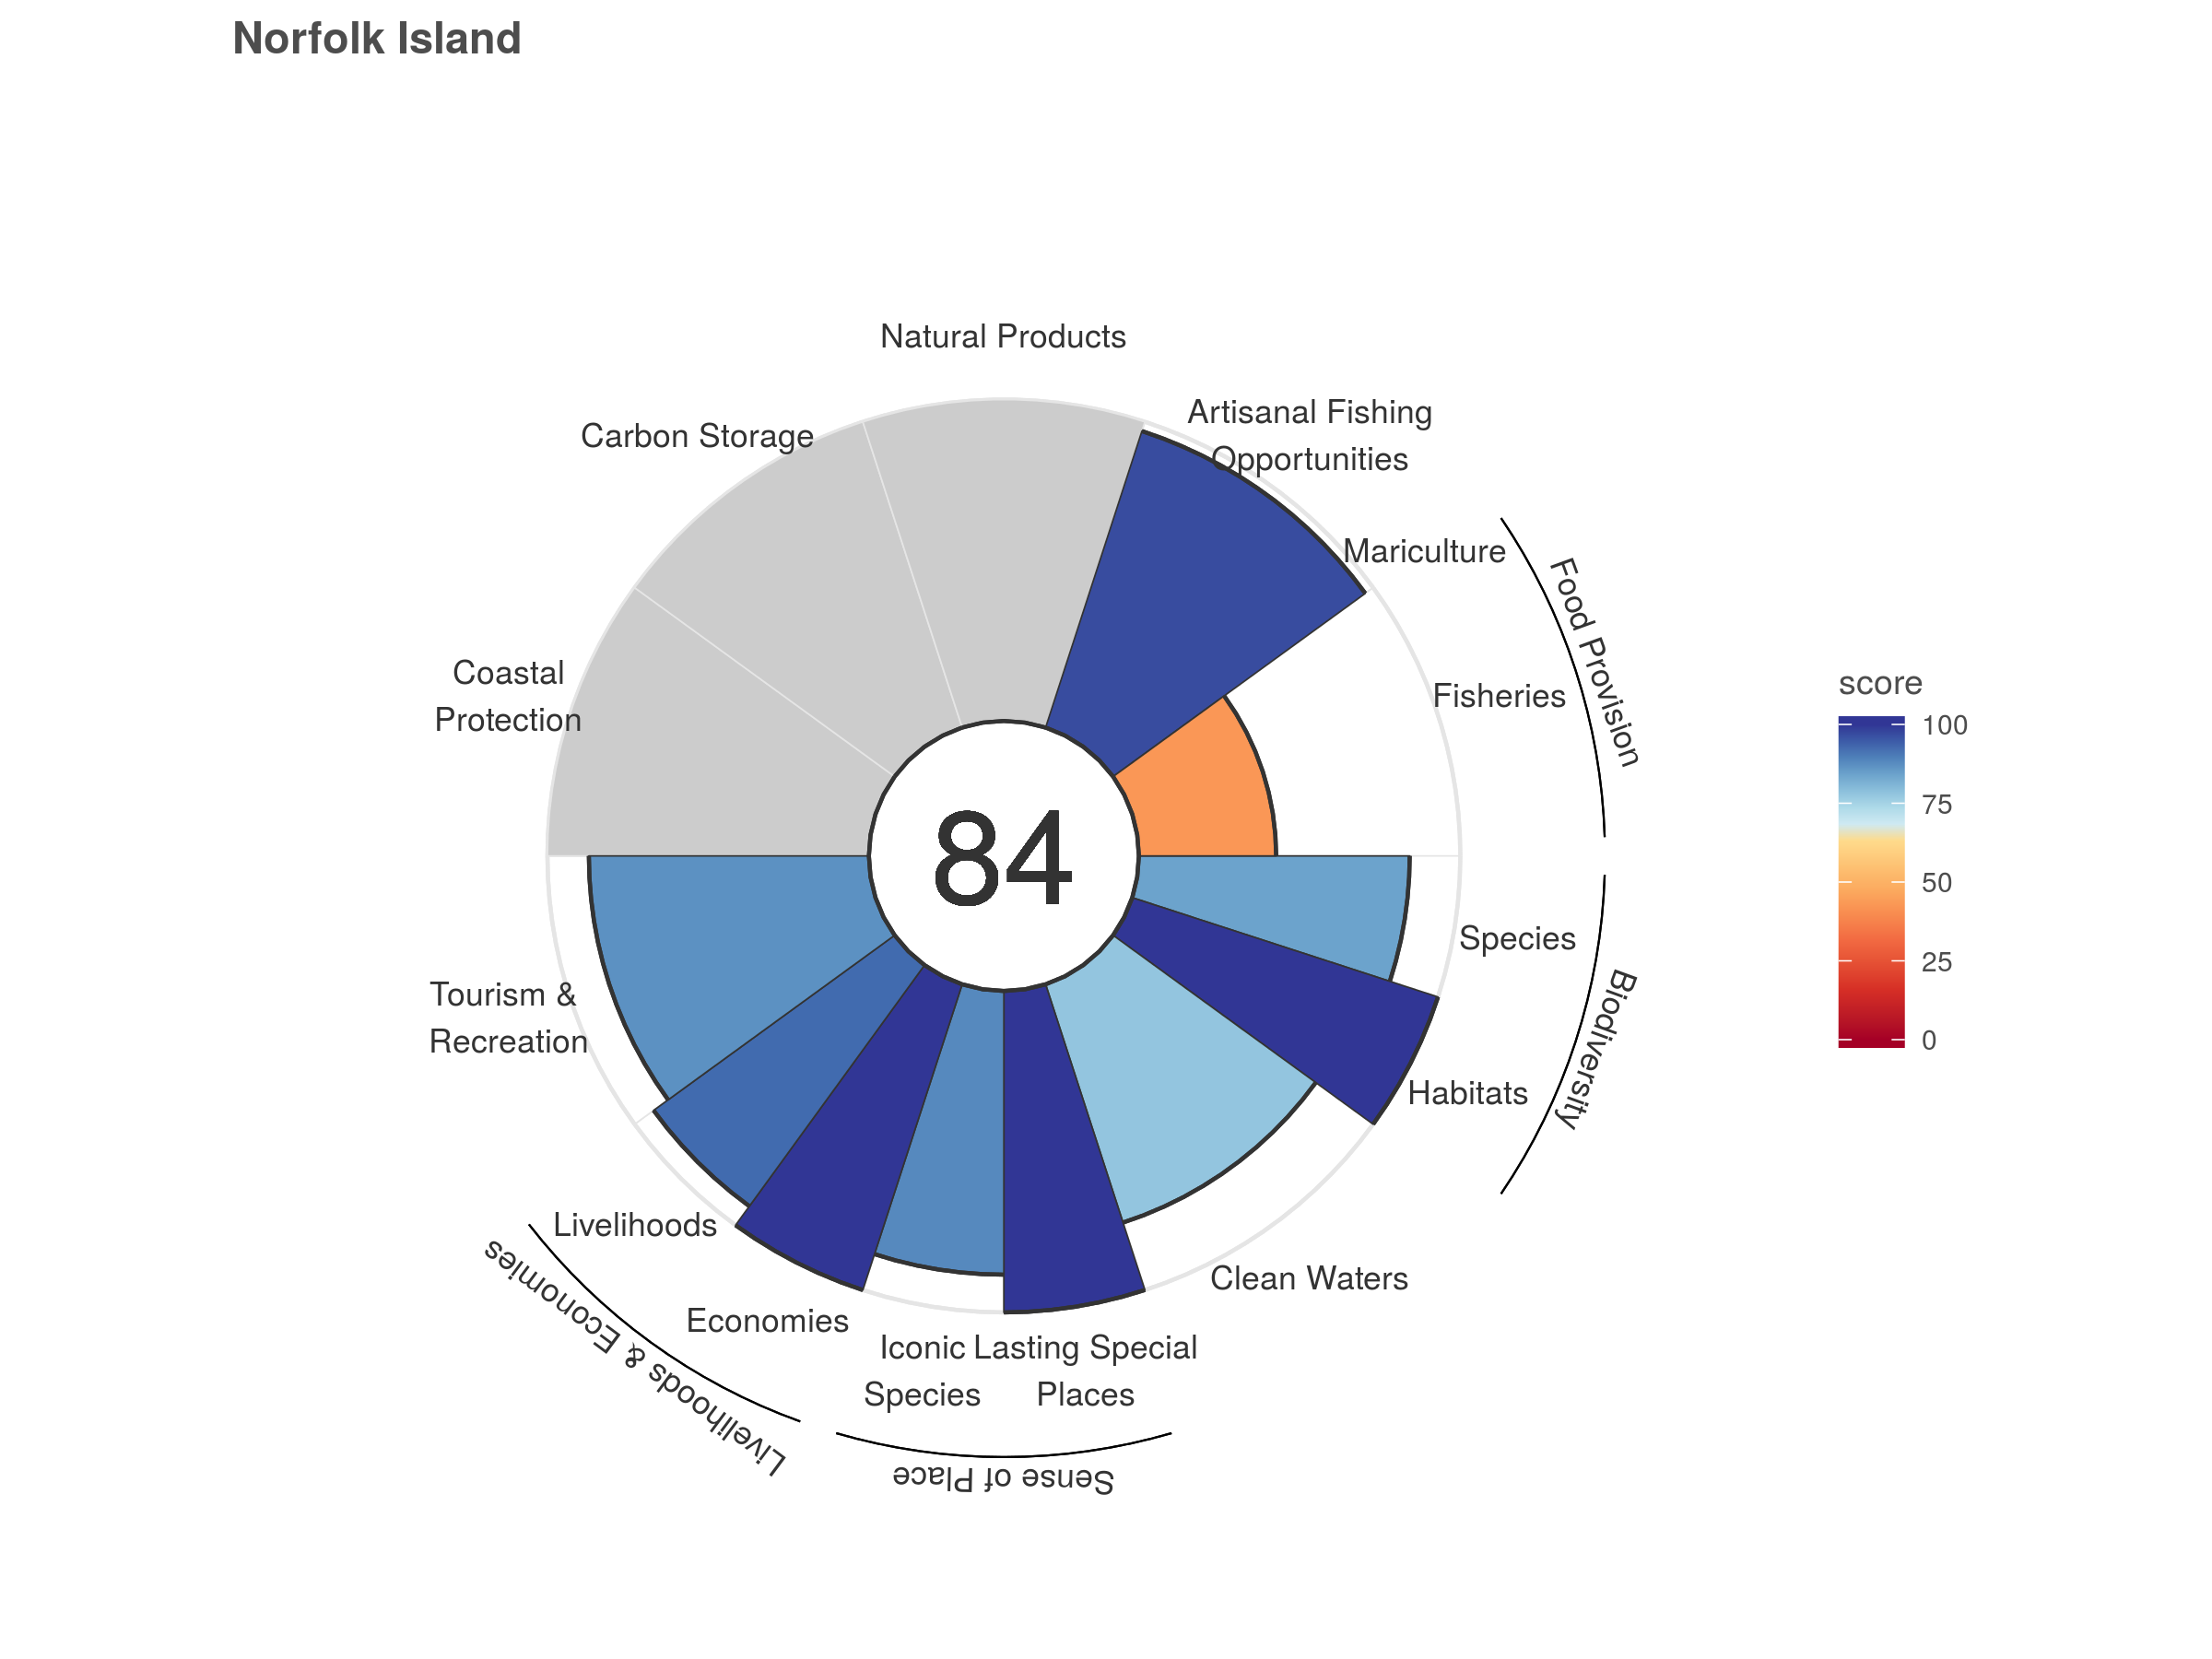 Norfolk Island
Natural Products
Artisanal Fishing
Opportunities
Carbon Storage
Mariculture
Food Provision
Fisheries
Coastal
Protection
score
100
75
50
25
0
84
Species
Biodiversity
Habitats
Tourism &
Recreation
Livelihoods
Clean Waters
Economies
Livelihoods & Economies
Iconic
Species
Lasting Special
Places
Sense of Place